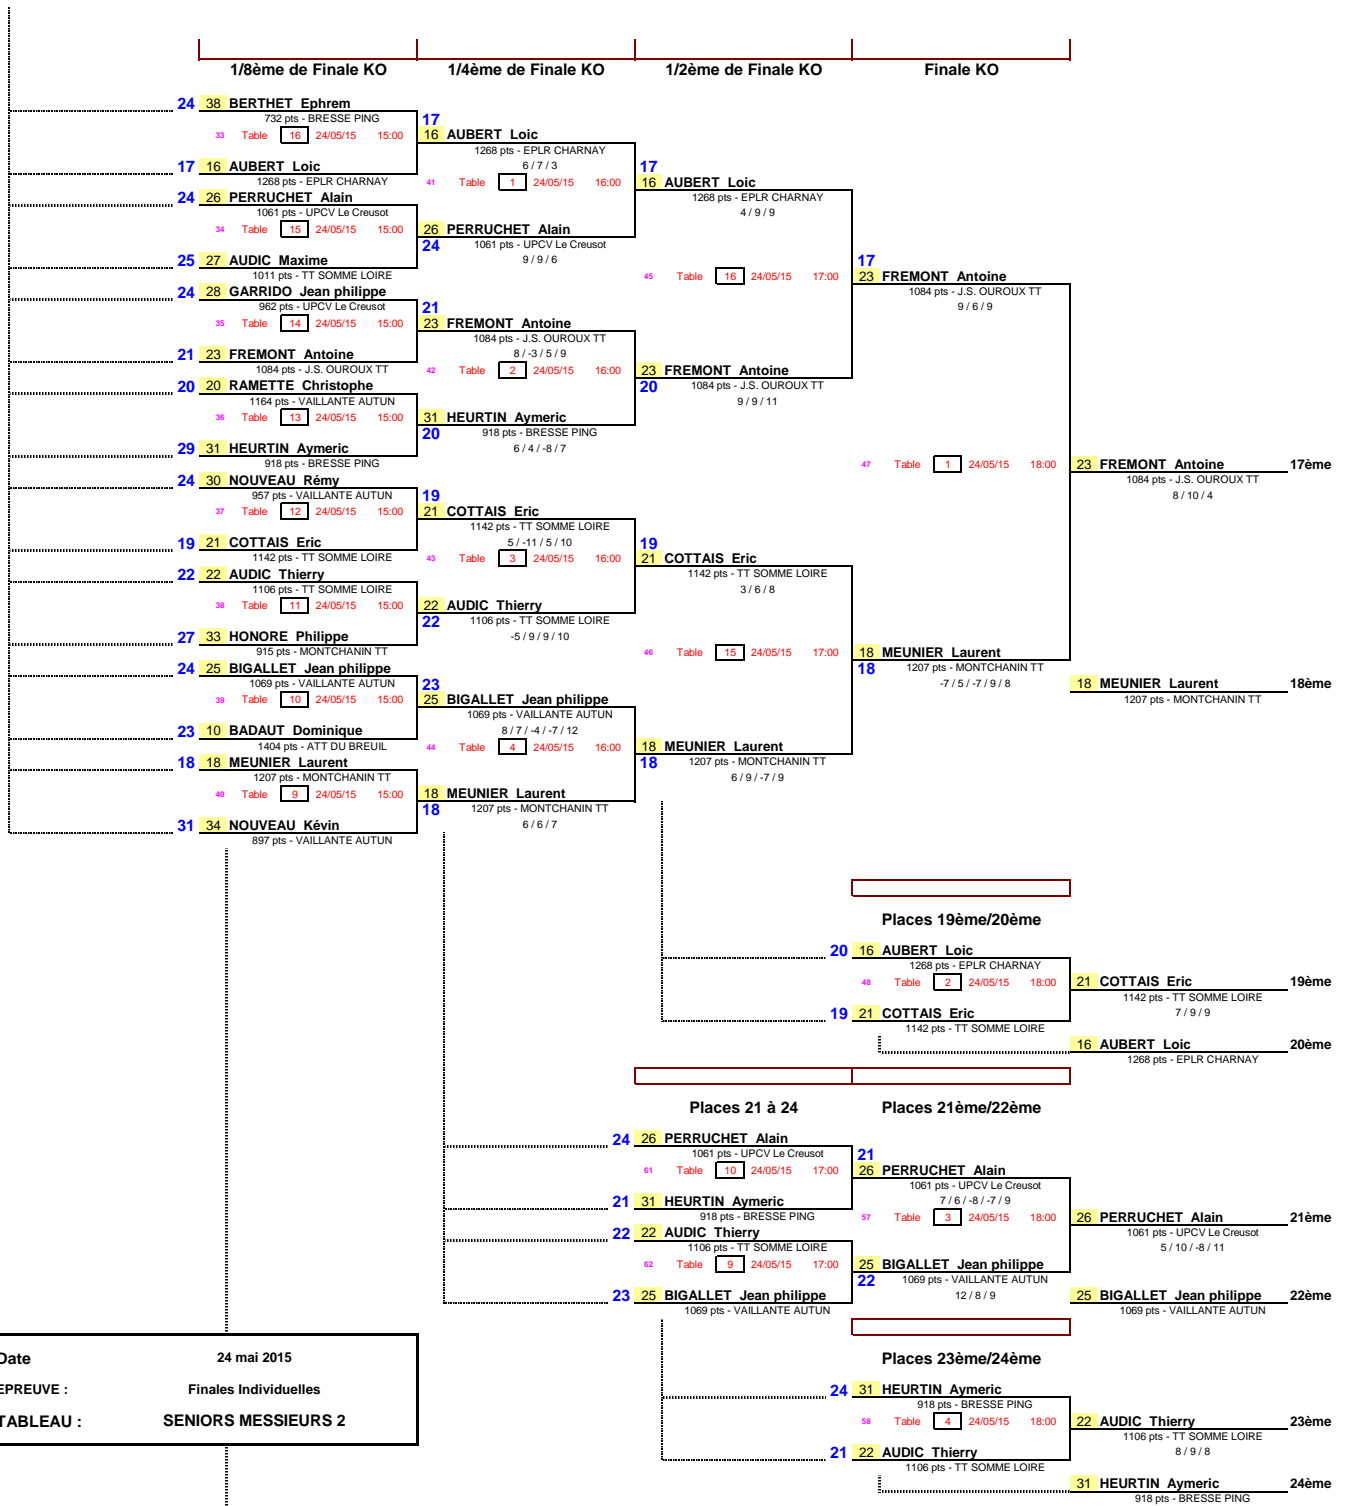 1/8ème de Finale KO 1/4ème de Finale KO 1/2ème de Finale KO Finale KO
24 38 BERTHET Ephrem
732 pts - BRESSE PING
33 Table 16 24/05/15 15:00
17 16 AUBERT Loic
1268 pts - EPLR CHARNAY
24 26 PERRUCHET Alain
1061 pts - UPCV Le Creusot
34 Table 15 24/05/15 15:00
25 27 AUDIC Maxime
1011 pts - TT SOMME LOIRE
24 28 GARRIDO Jean philippe
962 pts - UPCV Le Creusot
35 Table 14 24/05/15 15:00
21 23 FREMONT Antoine
1084 pts - J.S. OUROUX TT
20 20 RAMETTE Christophe
1164 pts - VAILLANTE AUTUN
36 Table 13 24/05/15 15:00
29 31 HEURTIN Aymeric
918 pts - BRESSE PING
24 30 NOUVEAU Rémy
957 pts - VAILLANTE AUTUN
37 Table 12 24/05/15 15:00
19 21 COTTAIS Eric
1142 pts - TT SOMME LOIRE
22 22 AUDIC Thierry
1106 pts - TT SOMME LOIRE
38 Table 11 24/05/15 15:00
27 33 HONORE Philippe
915 pts - MONTCHANIN TT
24 25 BIGALLET Jean philippe
1069 pts - VAILLANTE AUTUN
39 Table 10 24/05/15 15:00
23 10 BADAUT Dominique
1404 pts - ATT DU BREUIL
18 18 MEUNIER Laurent
1207 pts - MONTCHANIN TT
40 Table 9 24/05/15 15:00
31 34 NOUVEAU Kévin
897 pts - VAILLANTE AUTUN
17
16 AUBERT Loic
1268 pts - EPLR CHARNAY
6 / 7 / 3
41 Table 1 24/05/15 16:00
26 PERRUCHET Alain
24 1061 pts - UPCV Le Creusot
9 / 9 / 6
21
23 FREMONT Antoine
1084 pts - J.S. OUROUX TT
8 / -3 / 5 / 9
42 Table 2 24/05/15 16:00
31 HEURTIN Aymeric
20 918 pts - BRESSE PING
6 / 4 / -8 / 7
19
21 COTTAIS Eric
1142 pts - TT SOMME LOIRE
5 / -11 / 5 / 10
43 Table 3 24/05/15 16:00
22 AUDIC Thierry
22 1106 pts - TT SOMME LOIRE
-5 / 9 / 9 / 10
23
25 BIGALLET Jean philippe
1069 pts - VAILLANTE AUTUN
8 / 7 / -4 / -7 / 12
44 Table 4 24/05/15 16:00
18 MEUNIER Laurent
18 1207 pts - MONTCHANIN TT
6 / 6 / 7
17
16 AUBERT Loic
1268 pts - EPLR CHARNAY
4 / 9 / 9
45 Table 16 24/05/15 17:00
23 FREMONT Antoine
20 1084 pts - J.S. OUROUX TT
9 / 9 / 11
19
21 COTTAIS Eric
1142 pts - TT SOMME LOIRE
3 / 6 / 8
46 Table 15 24/05/15 17:00
18 MEUNIER Laurent
18 1207 pts - MONTCHANIN TT
6 / 9 / -7 / 9
17
23 FREMONT Antoine
1084 pts - J.S. OUROUX TT
9 / 6 / 9
47 Table 1 24/05/15 18:00
18 MEUNIER Laurent
18 1207 pts - MONTCHANIN TT
-7 / 5 / -7 / 9 / 8
23 FREMONT Antoine 17ème
1084 pts - J.S. OUROUX TT
8 / 10 / 4
18 MEUNIER Laurent 18ème
1207 pts - MONTCHANIN TT
Places 19ème/20ème
20 16 AUBERT Loic
1268 pts - EPLR CHARNAY
48 Table 2 24/05/15 18:00
19 21 COTTAIS Eric
1142 pts - TT SOMME LOIRE
21 COTTAIS Eric 19ème
1142 pts - TT SOMME LOIRE
7 / 9 / 9
16 AUBERT Loic 20ème
1268 pts - EPLR CHARNAY
Places 21 à 24 Places 21ème/22ème
24 26 PERRUCHET Alain
1061 pts - UPCV Le Creusot
61 Table 10 24/05/15 17:00
21 31 HEURTIN Aymeric
918 pts - BRESSE PING
22 22 AUDIC Thierry
1106 pts - TT SOMME LOIRE
62 Table 9 24/05/15 17:00
23 25 BIGALLET Jean philippe
1069 pts - VAILLANTE AUTUN
21
26 PERRUCHET Alain
1061 pts - UPCV Le Creusot
7 / 6 / -8 / -7 / 9
57 Table 3 24/05/15 18:00
25 BIGALLET Jean philippe
22 1069 pts - VAILLANTE AUTUN
12 / 8 / 9
26 PERRUCHET Alain 21ème
1061 pts - UPCV Le Creusot
5 / 10 / -8 / 11
25 BIGALLET Jean philippe 22ème
1069 pts - VAILLANTE AUTUN
Places 23ème/24ème
24 31 HEURTIN Aymeric
918 pts - BRESSE PING
58 Table 4 24/05/15 18:00
21 22 AUDIC Thierry
1106 pts - TT SOMME LOIRE
22 AUDIC Thierry 23ème
1106 pts - TT SOMME LOIRE
8 / 9 / 8
31 HEURTIN Aymeric 24ème
918 pts - BRESSE PING
Date 24 mai 2015
EPREUVE : Finales Individuelles
TABLEAU : SENIORS MESSIEURS 2